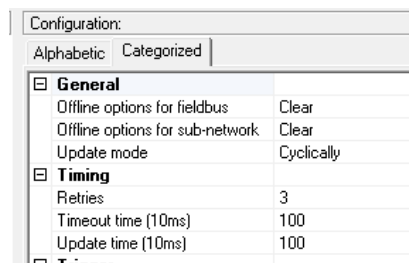 Configuration:
Alphabetic Categorized
General
Offline options for fieldbus Clear
Offline options for sub-network Clear
Update mode Cyclically
Timing
Retries 3
Timeout time (10ms) 100
Update time (10ms) 100